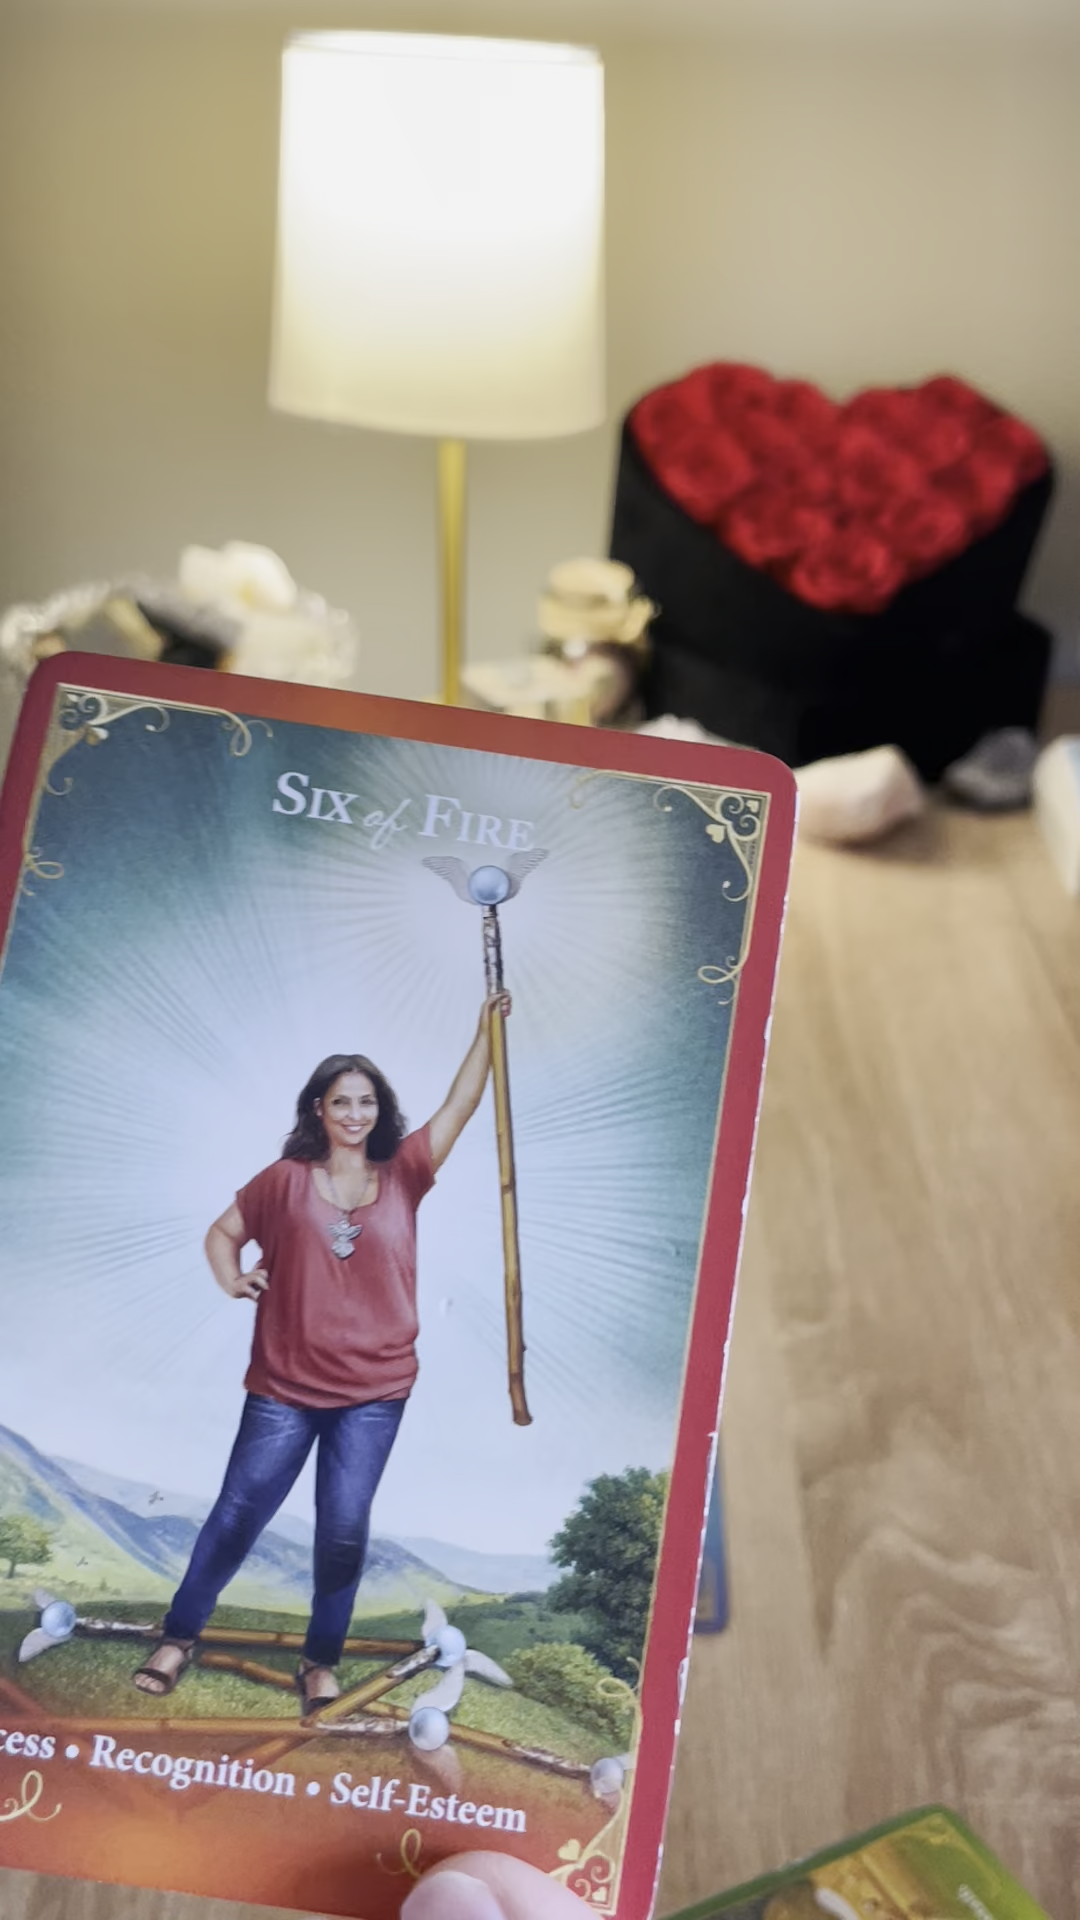 Six of Fire
cess • Recognition • Self-Esteem